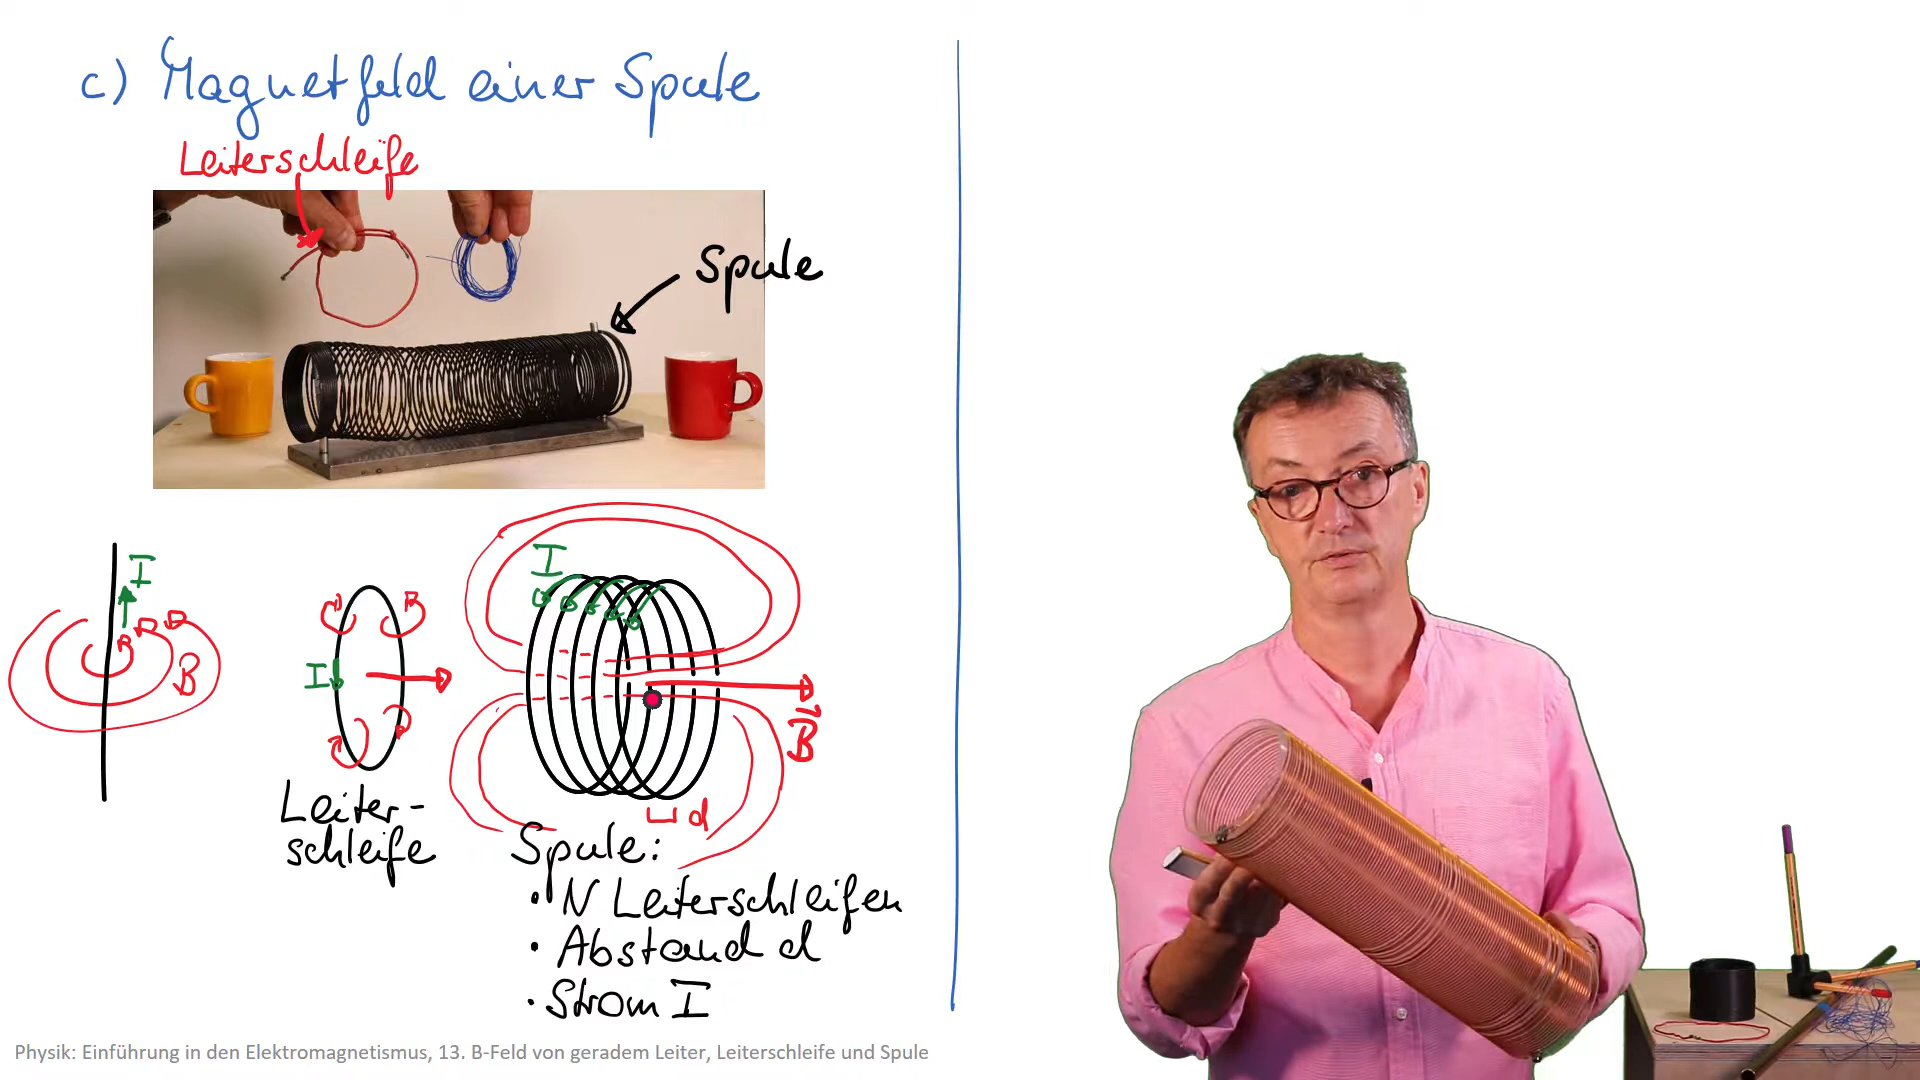 c) Magnetfeld einer Spule
Leiterschleife
Spule
I
B
I
Leiter-
schleife
I
B
d
Spule:
• N Leiterschleifen
• Abstand d
• Strom I
Physik: Einführung in den Elektromagnetismus, 13. B-Feld von geradem Leiter, Leiterschleife und Spule